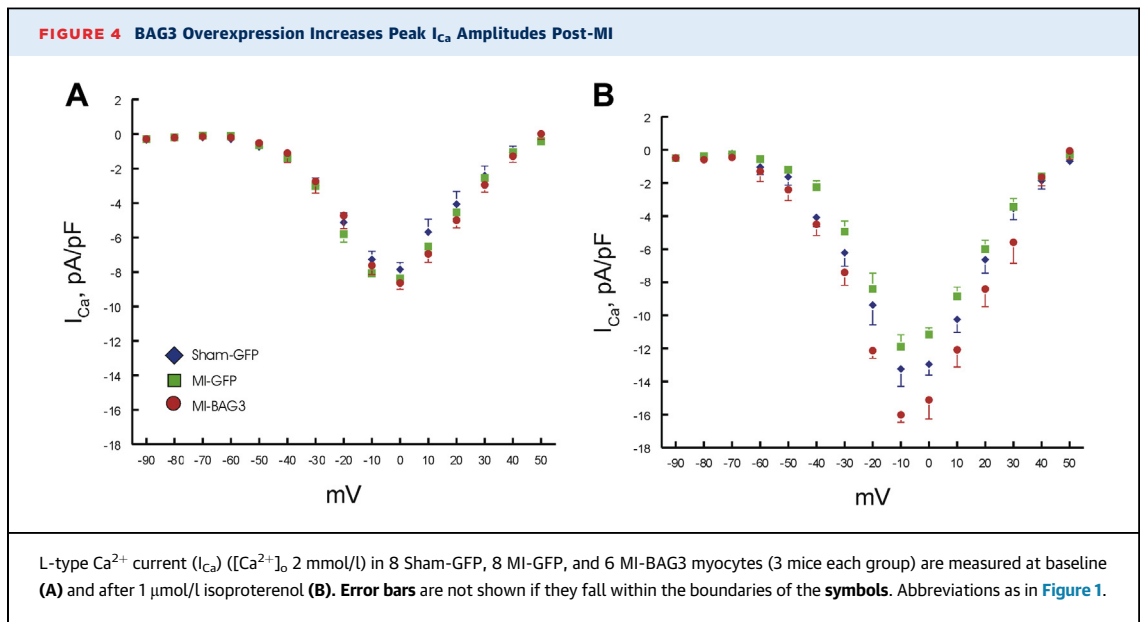 FIGURE 4 BAG3 Overexpression Increases Peak I_Ca Amplitudes Post-MI
A
2
0
-2
-4
-6
-8
-10
-12
-14
-16
-18
I_Ca, pA/pF
Sham-GFP
MI-GFP
MI-BAG3
-90 -80 -70 -60 -50 -40 -30 -20 -10 0 10 20 30 40 50
mV
B
2
0
-2
-4
-6
-8
-10
-12
-14
-16
-18
I_Ca, pA/pF
-90 -80 -70 -60 -50 -40 -30 -20 -10 0 10 20 30 40 50
mV
L-type Ca²⁺ current (I_Ca) ([Ca²⁺]ₒ 2 mmol/l) in 8 Sham-GFP, 8 MI-GFP, and 6 MI-BAG3 myocytes (3 mice each group) are measured at baseline
(A) and after 1 μmol/l isoproterenol (B). Error bars are not shown if they fall within the boundaries of the symbols. Abbreviations as in Figure 1.